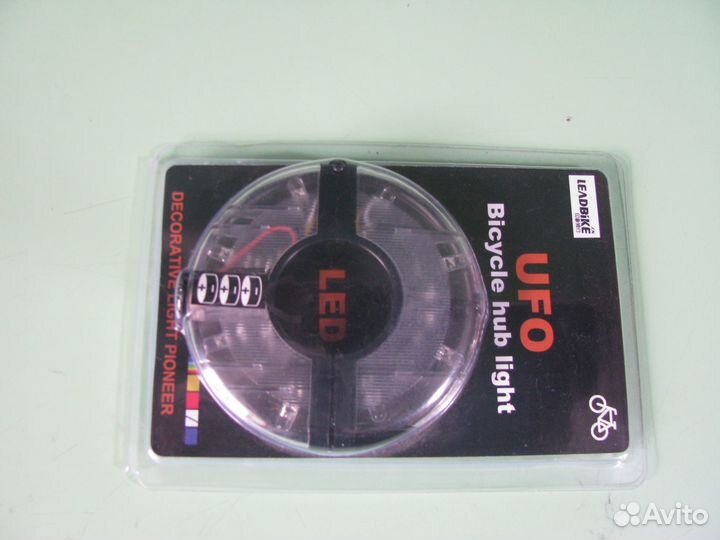 LEADBIKE
UFO
Bicycle hub light
LED
DECORATIVE LIGHT PIONEER
Avito